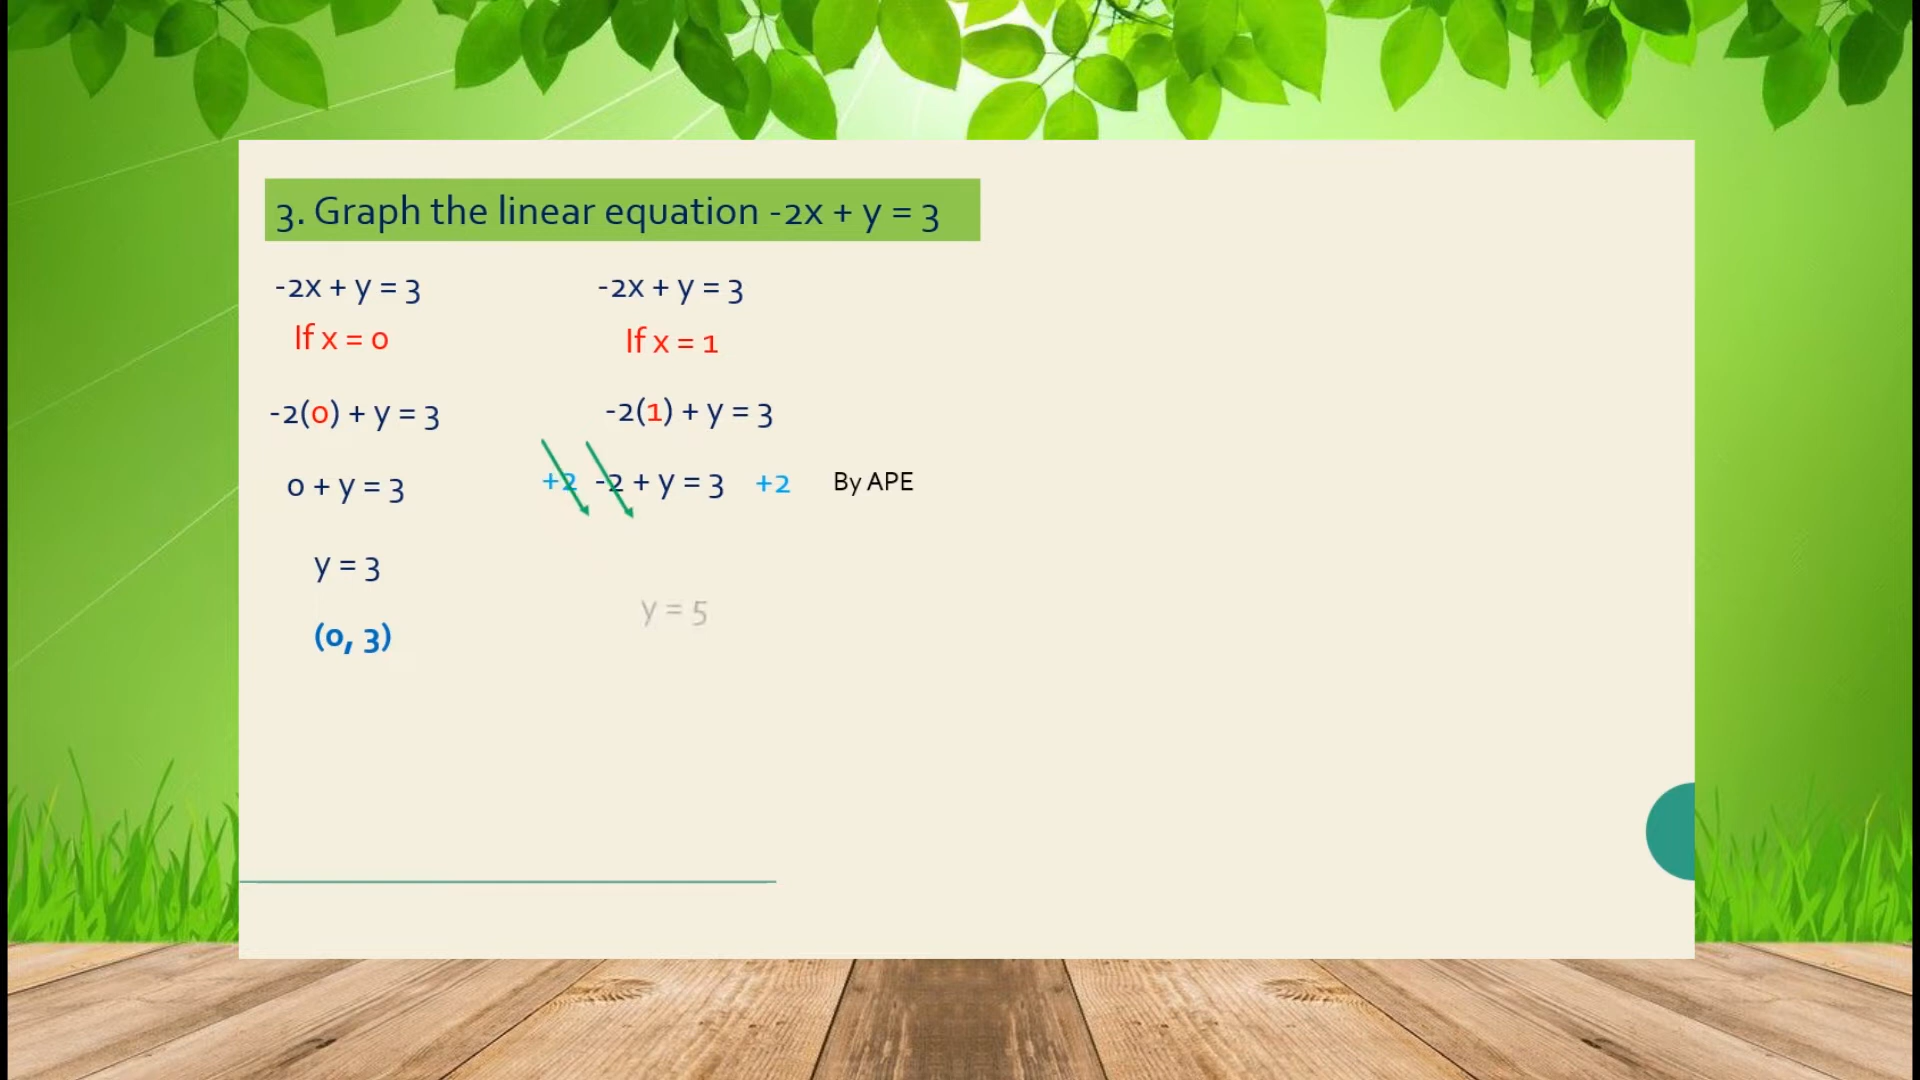 3. Graph the linear equation -2x + y = 3
-2x + y = 3
If x = 0
-2(0) + y = 3
0 + y = 3
y = 3
(0, 3)
-2x + y = 3
If x = 1
-2(1) + y = 3
+2 -2 + y = 3 +2 By APE
y = 5